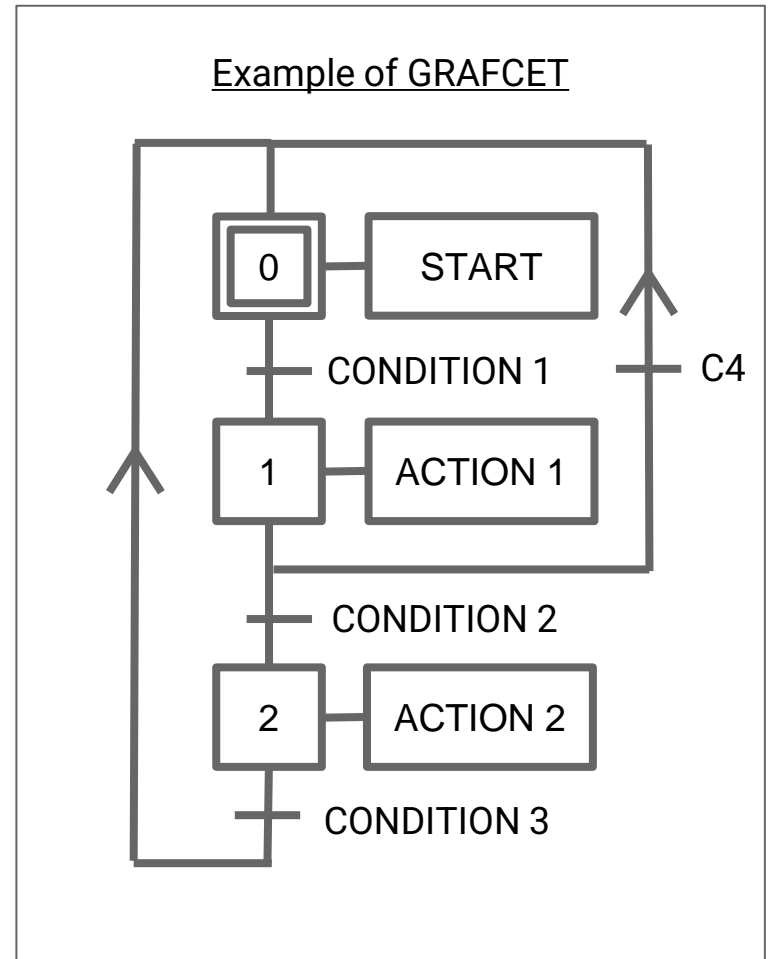 Example of GRAFCET
0
START
CONDITION 1
C4
1
ACTION 1
CONDITION 2
2
ACTION 2
CONDITION 3